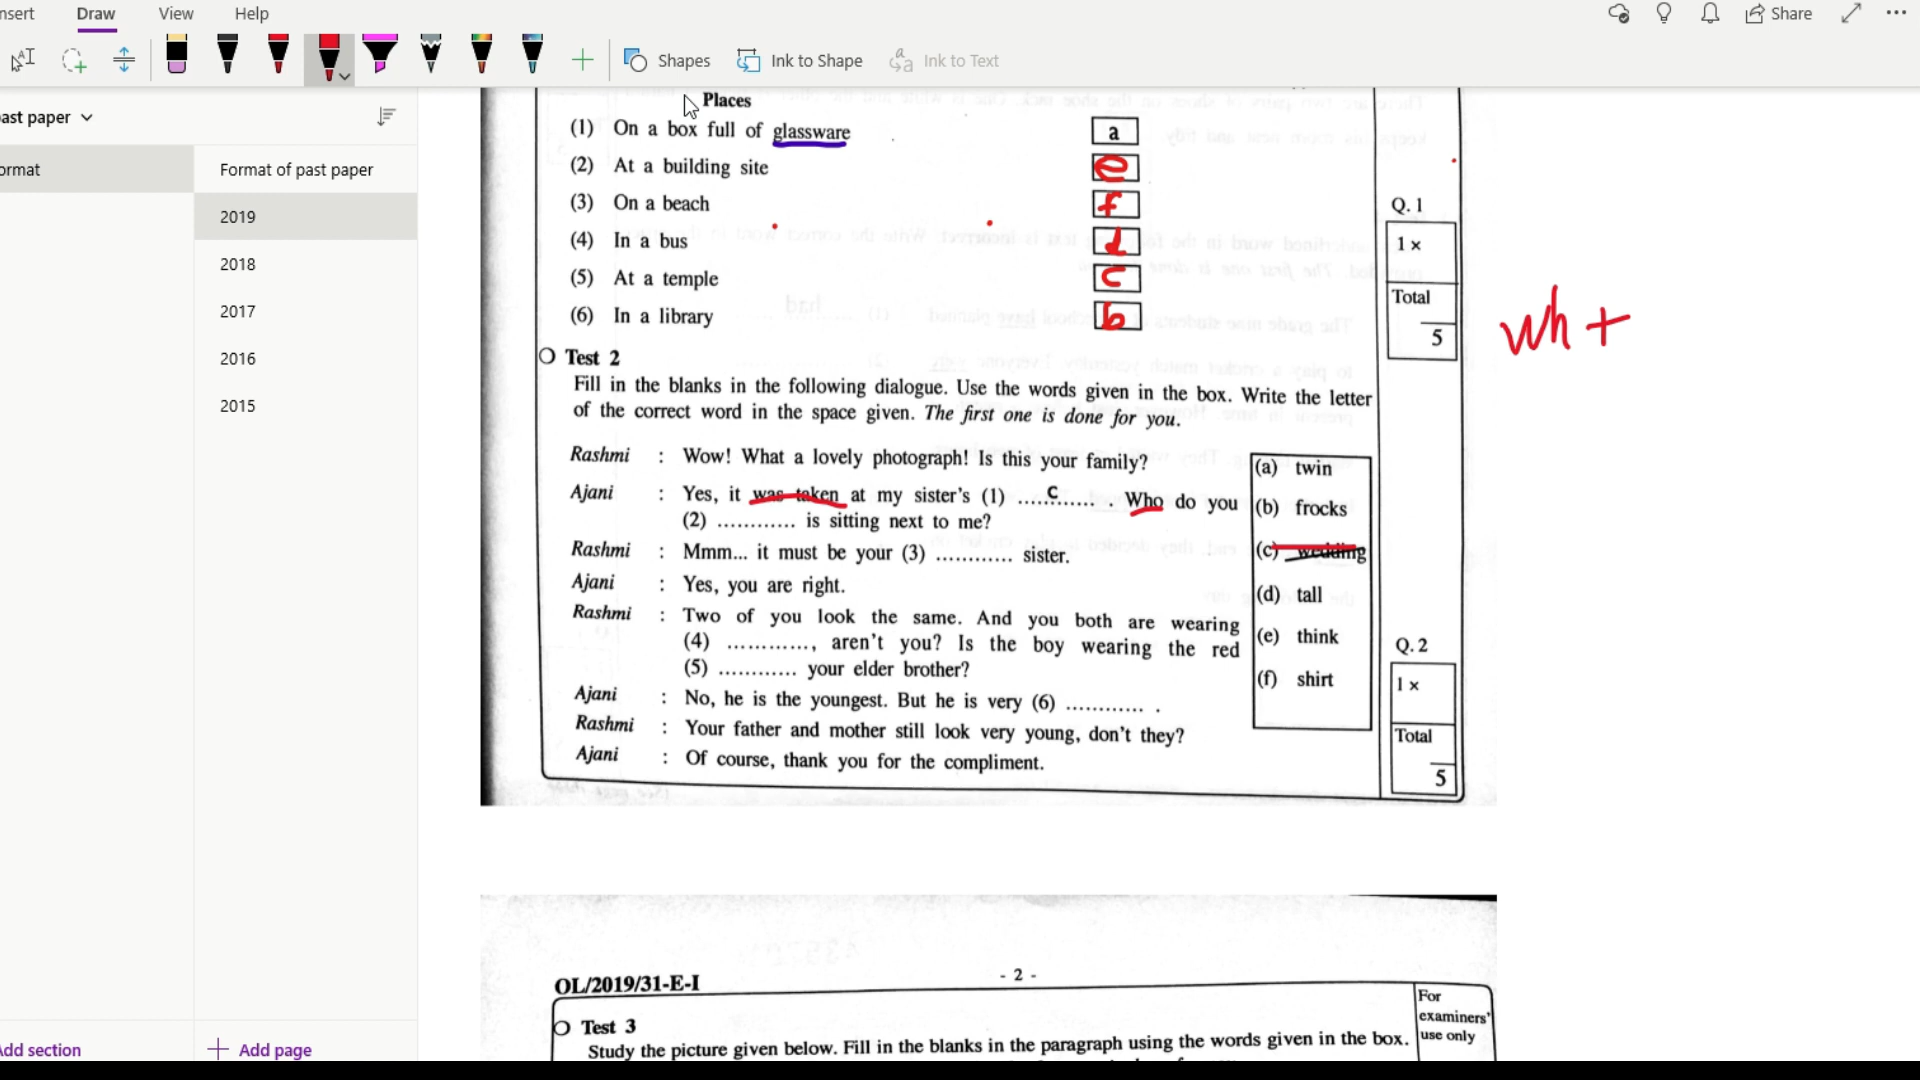 nsert Draw View Help Share
Shapes Ink to Shape Ink to Text
ast paper
ormat
Format of past paper
2019
2018
2017
2016
2015
Add section
Add page
Places
(1) On a box full of glassware a
(2) At a building site e
(3) On a beach f
(4) In a bus d
(5) At a temple c
(6) In a library b
Q. 1
1 ×
Total
5
wh +
Test 2
Fill in the blanks in the following dialogue. Use the words given in the box. Write the letter
of the correct word in the space given. The first one is done for you.
Rashmi : Wow! What a lovely photograph! Is this your family?
Ajani : Yes, it was taken at my sister's (1) ......c...... . Who do you
(2) ............ is sitting next to me?
Rashmi : Mmm... it must be your (3) ............ sister.
Ajani : Yes, you are right.
Rashmi : Two of you look the same. And you both are wearing
(4) ............, aren't you? Is the boy wearing the red
(5) ............ your elder brother?
Ajani : No, he is the youngest. But he is very (6) ............ .
Rashmi : Your father and mother still look very young, don't they?
Ajani : Of course, thank you for the compliment.
(a) twin
(b) frocks
(c) wedding
(d) tall
(e) think
(f) shirt
Q. 2
1 ×
Total
5
OL/2019/31-E-I
- 2 -
Test 3
Study the picture given below. Fill in the blanks in the paragraph using the words given in the box.
For
examiners'
use only